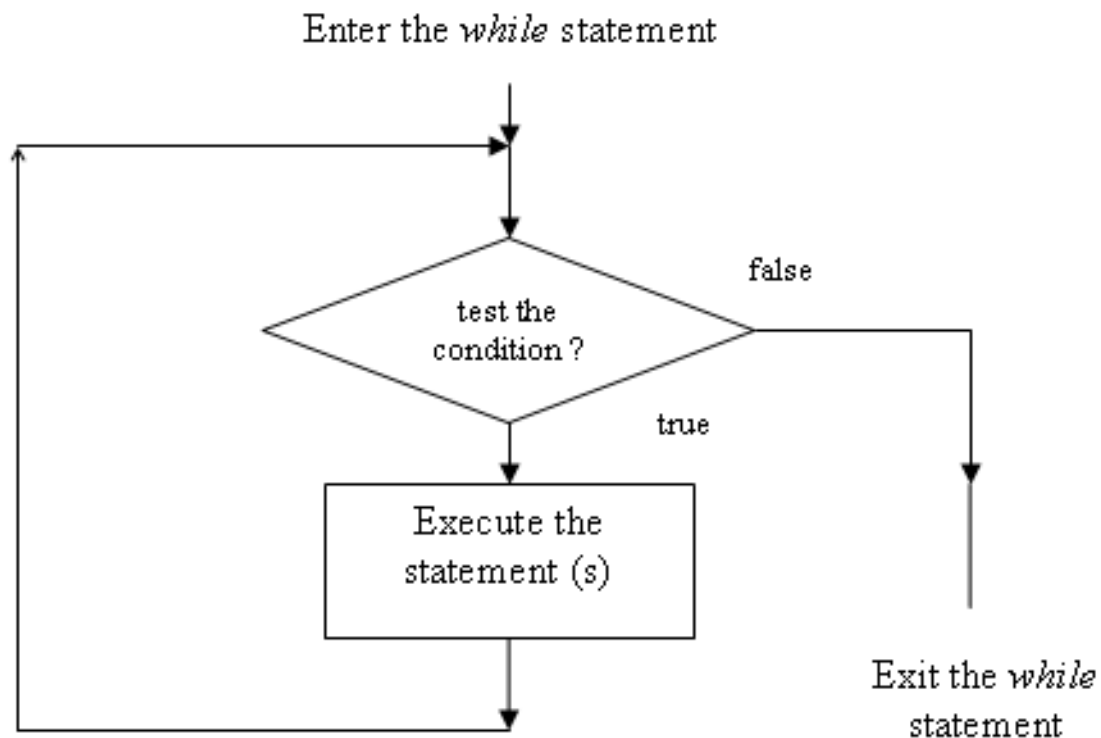 Enter the while statement
false
test the
condition ?
true
Execute the
statement (s)
Exit the while
statement